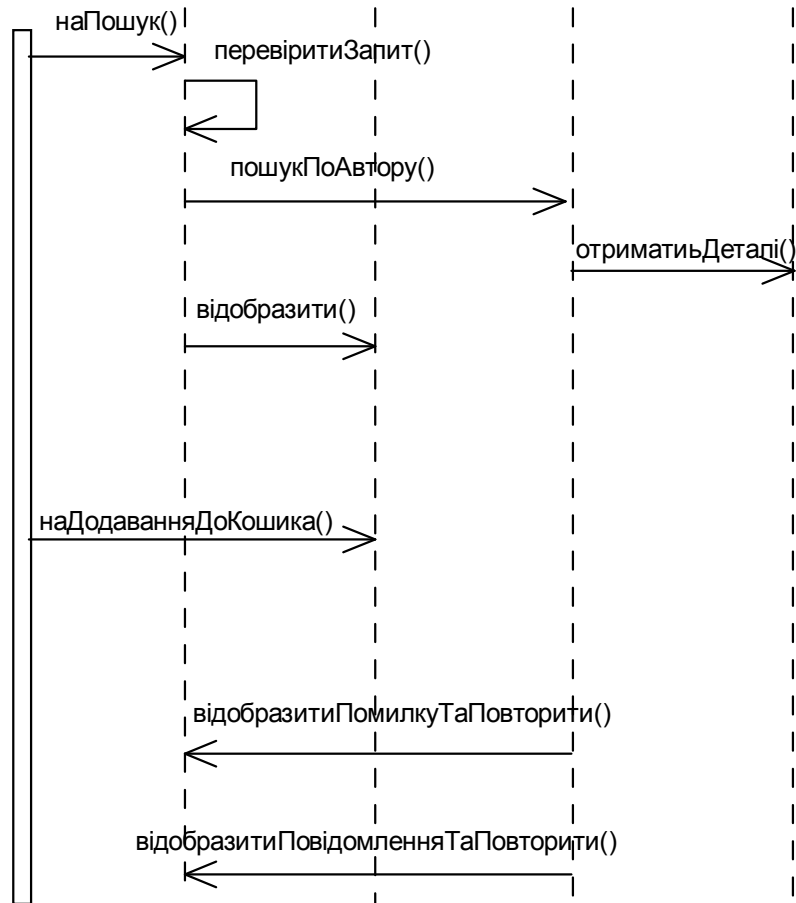 наПошук()
перевіритиЗапит()
пошукПоАвтору()
отриматиьДеталі()
відобразити()
наДодаванняДоКошика()
відобразитиПомилкуТаПовторити()
відобразитиПовідомленняТаПовторити()